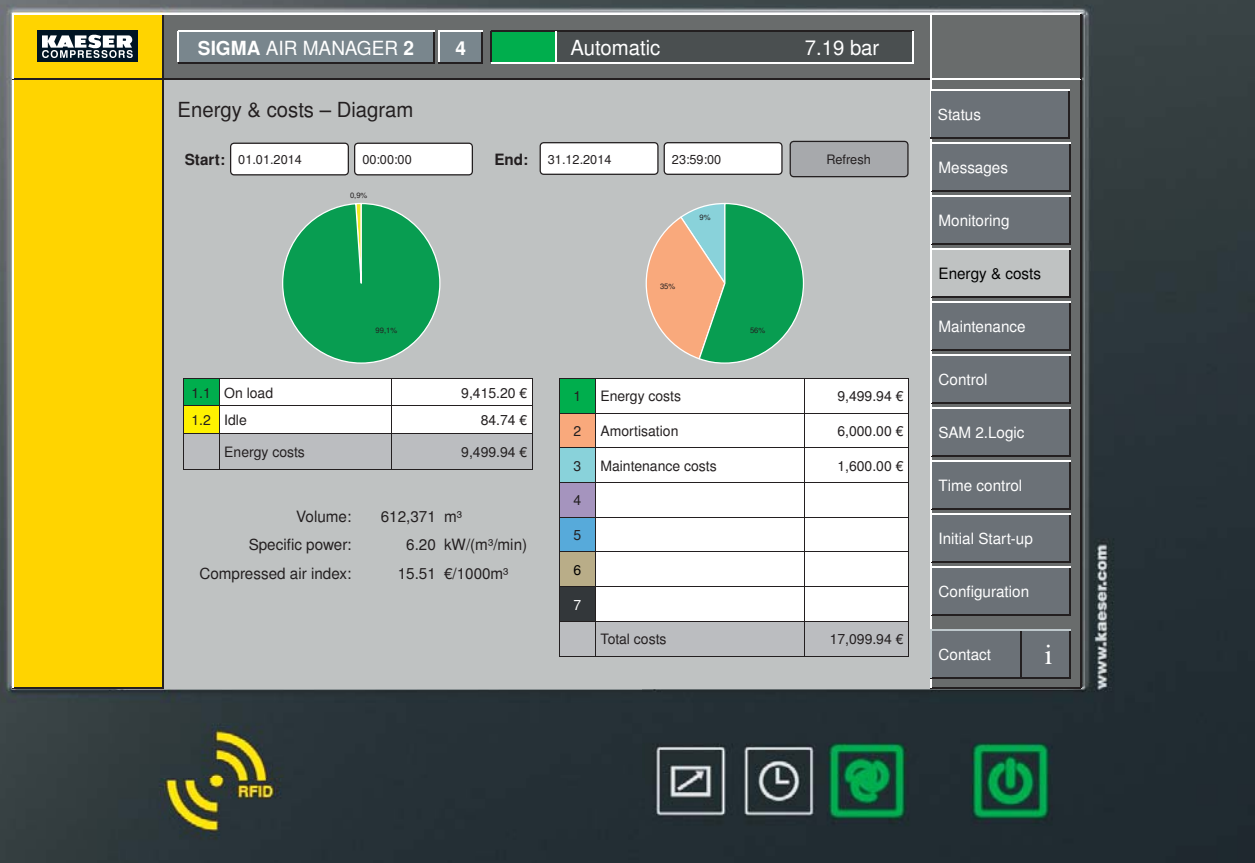 KAESER
COMPRESSORS
SIGMA AIR MANAGER 2
4
Automatic
7.19 bar
Energy & costs – Diagram
Start: 01.01.2014 00:00:00 End: 31.12.2014 23:59:00 Refresh
0,9%
99,1%
9%
35%
56%
1.1 On load 9,415.20 €
1.2 Idle 84.74 €
Energy costs 9,499.94 €
Volume: 612,371 m³
Specific power: 6.20 kW/(m³/min)
Compressed air index: 15.51 €/1000m³
1 Energy costs 9,499.94 €
2 Amortisation 6,000.00 €
3 Maintenance costs 1,600.00 €
4
5
6
7
Total costs 17,099.94 €
Status
Messages
Monitoring
Energy & costs
Maintenance
Control
SAM 2.Logic
Time control
Initial Start-up
Configuration
Contact i
www.kaeser.com
RFID